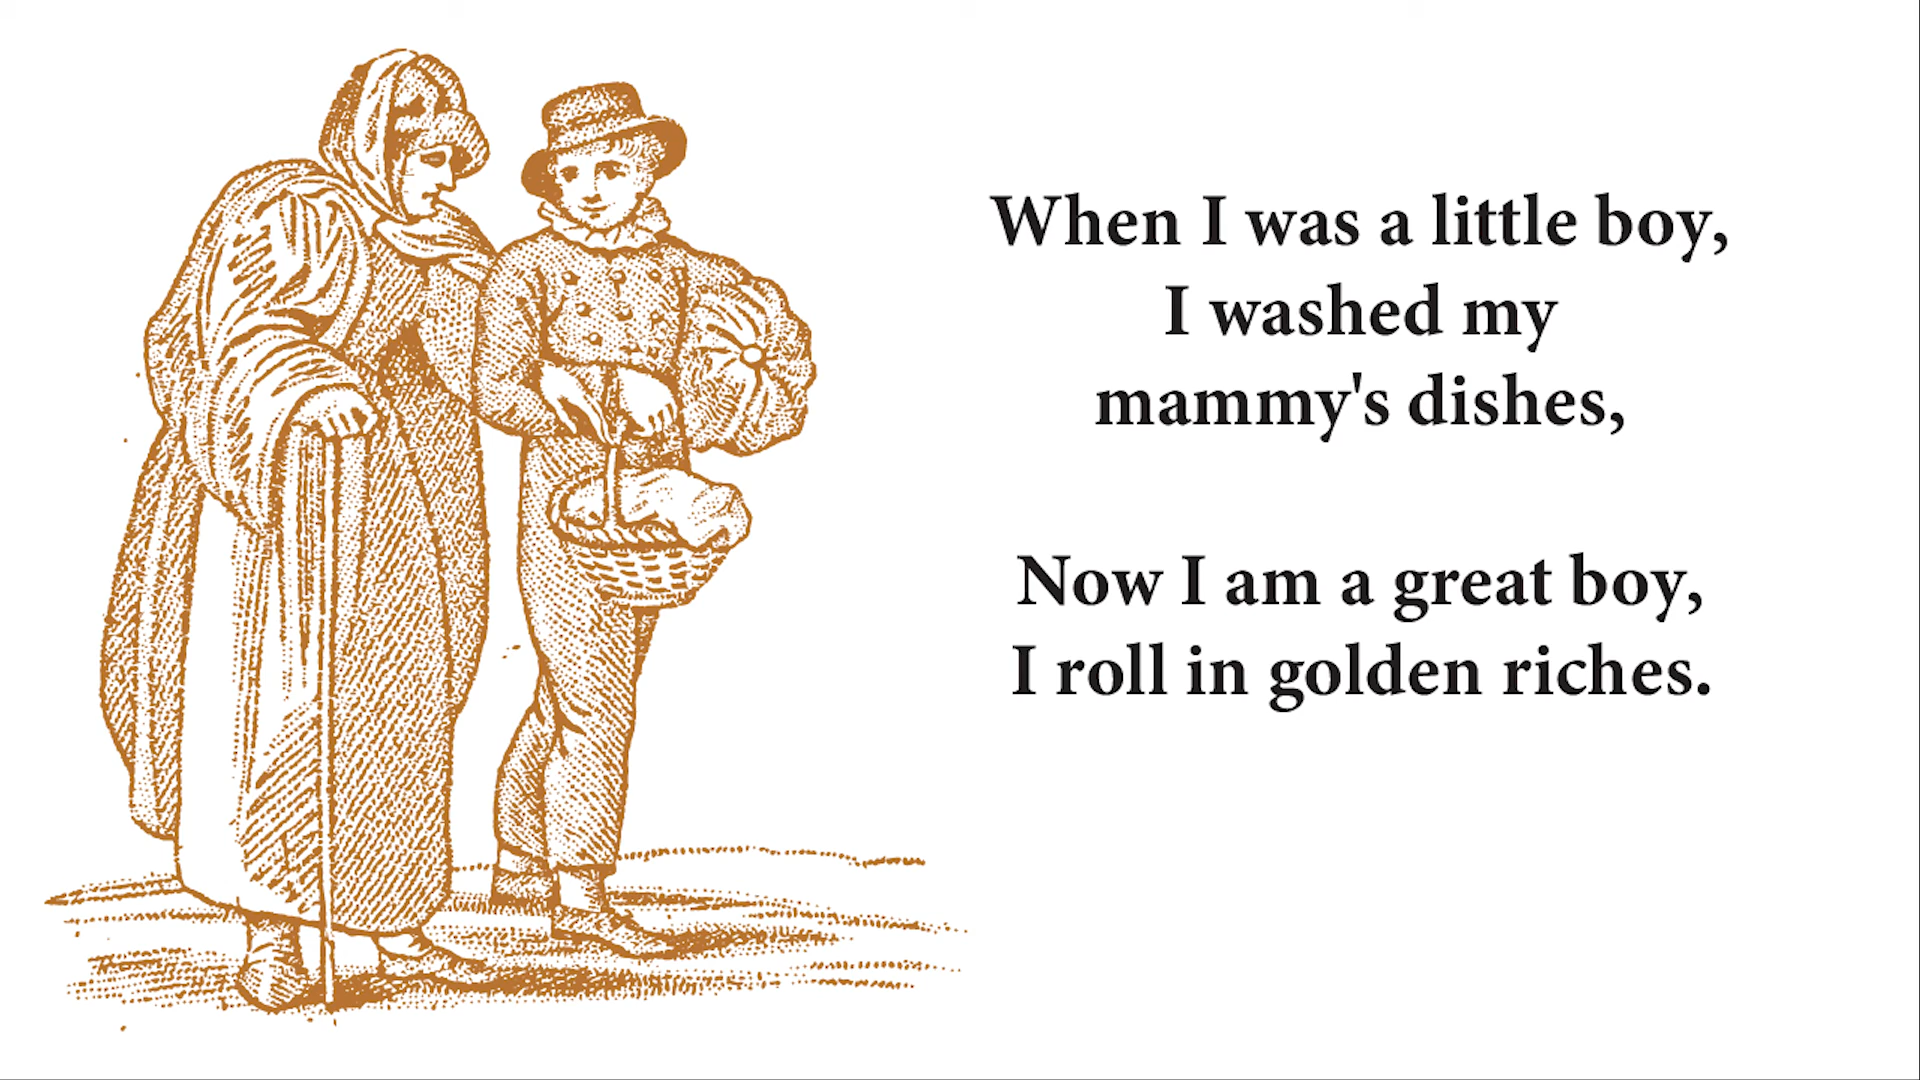 When I was a little boy,
I washed my
mammy's dishes,
Now I am a great boy,
I roll in golden riches.